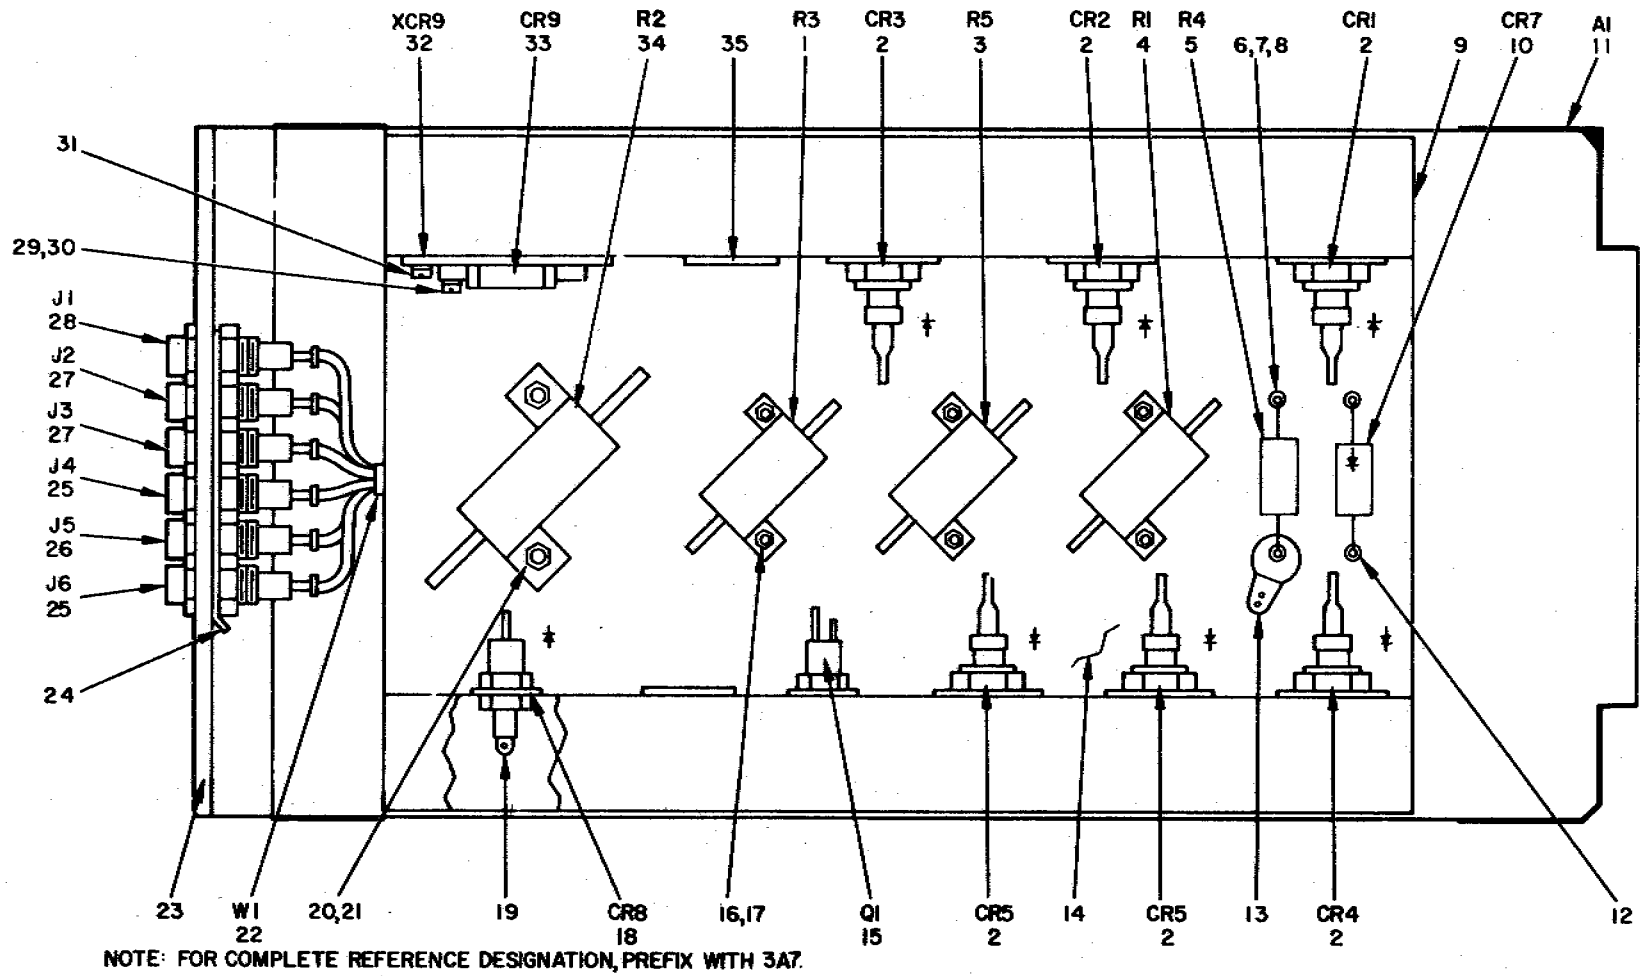 XCR9 CR9 R2 R3 CR3 R5 CR2 R1 R4 CR1 CR7 A1
32 33 34 35 1 2 3 2 4 5 6,7,8 2 9 10 11
31
29,30
J1
28
J2
27
J3
27
J4
25
J5
26
J6
25
24
23 W1 20,21 19 CR8 16,17 Q1 CR5 14 CR5 13 CR4 12
22 18 15 2 2 2
NOTE: FOR COMPLETE REFERENCE DESIGNATION, PREFIX WITH 3A7.